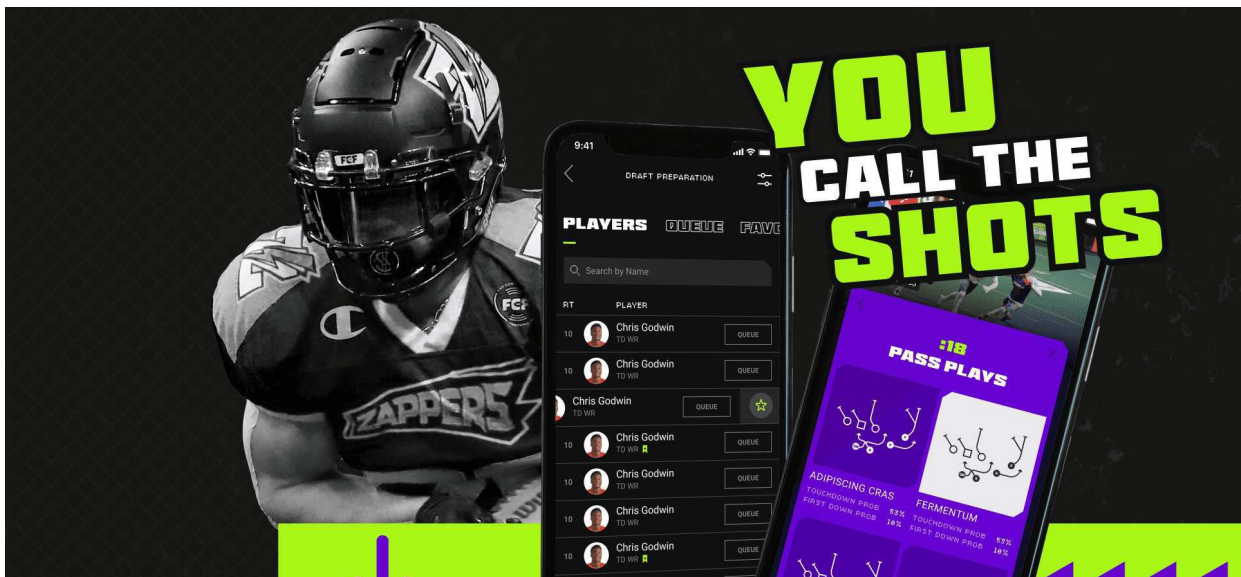 YOU
CALL THE
SHOTS
FCF
FCF
ZAPPERS
9:41
DRAFT PREPARATION
PLAYERS QUEUE FAVO
Search by Name
RT PLAYER
10 Chris Godwin QUEUE
TD WR
10 Chris Godwin QUEUE
TD WR
Chris Godwin QUEUE
TD WR
10 Chris Godwin QUEUE
TD WR
10 Chris Godwin QUEUE
TD WR
10 Chris Godwin QUEUE
TD WR
10 Chris Godwin QUEUE
TD WR
:18
PASS PLAYS
ADIPISCING CRAS
TOUCHDOWN PROB 53%
FIRST DOWN PROB 10%
FERMENTUM
TOUCHDOWN PROB 53%
FIRST DOWN PROB 10%